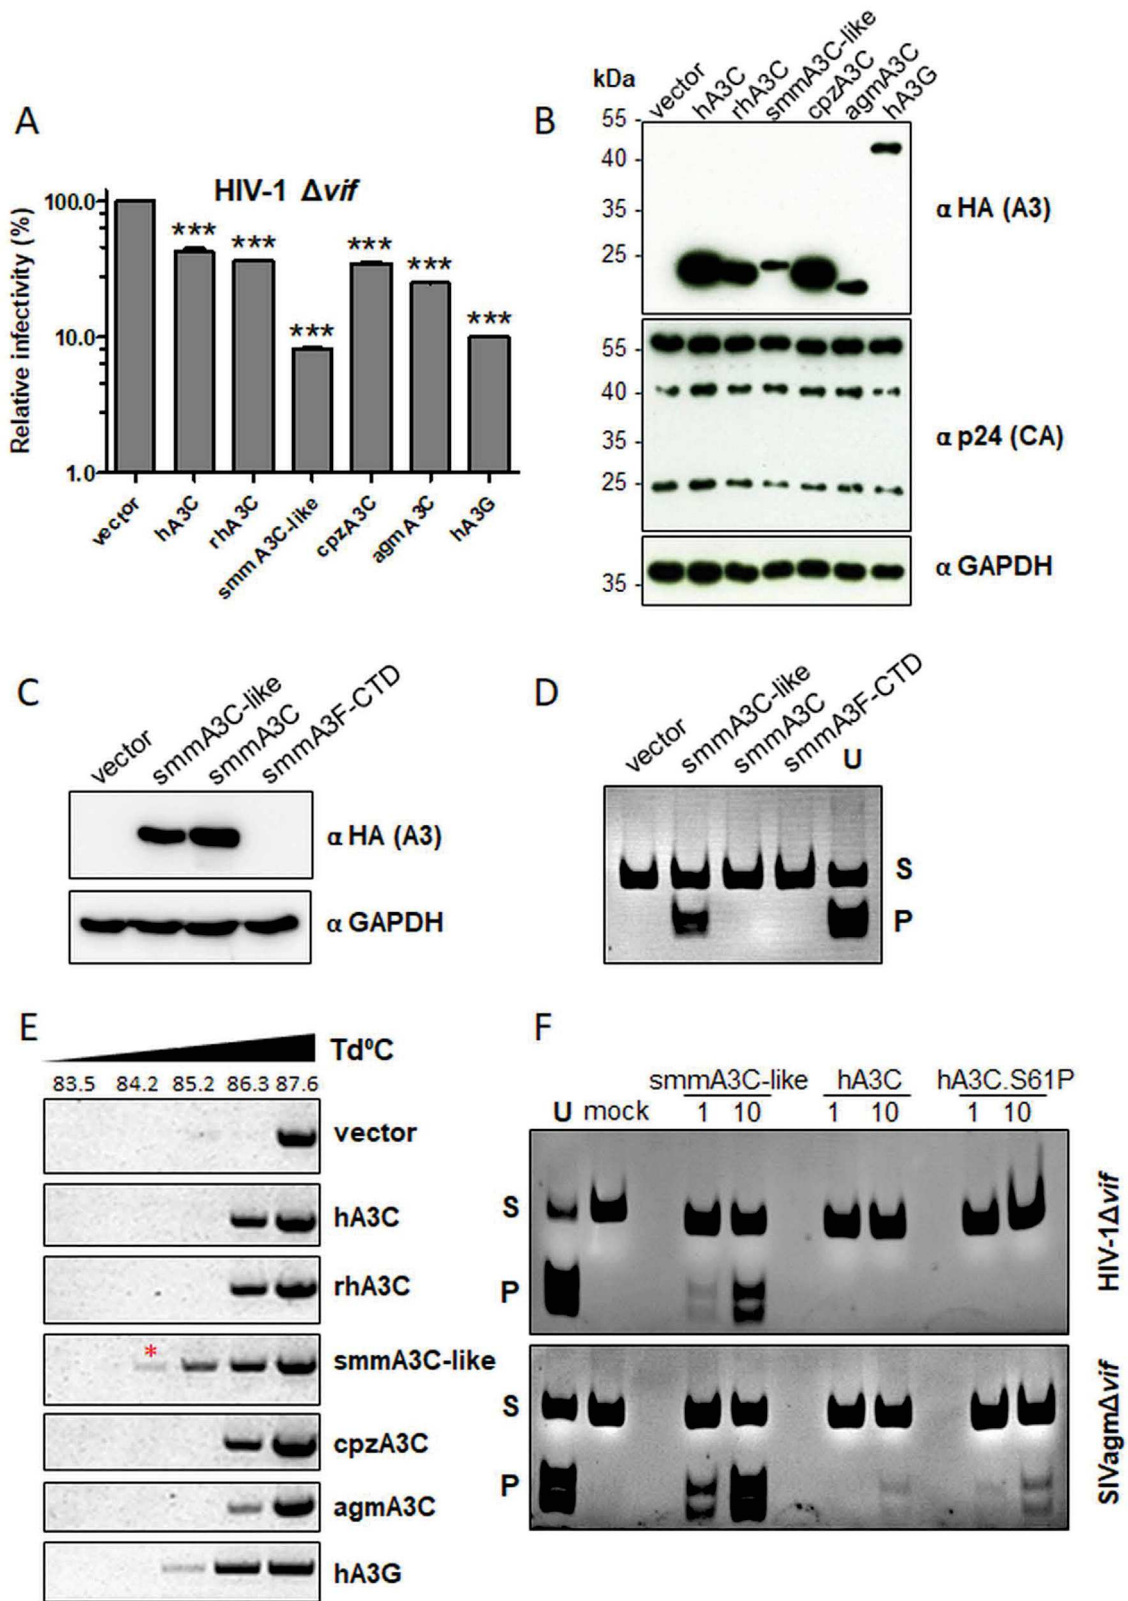 A
HIV-1 Δvif
Relative infectivity (%)
100.0
10.0
1.0
***
***
***
***
***
***
vector
hA3C
rhA3C
smmA3C-like
cpzA3C
agmA3C
hA3G
B
kDa
vector
hA3C
rhA3C
smmA3C-like
cpzA3C
agmA3C
hA3G
55
40
35
25
α HA (A3)
55
40
35
25
α p24 (CA)
35
α GAPDH
C
vector
smmA3C-like
smmA3C
smmA3F-CTD
α HA (A3)
α GAPDH
D
vector
smmA3C-like
smmA3C
smmA3F-CTD
U
S
P
E
Td°C
83.5 84.2 85.2 86.3 87.6
vector
hA3C
rhA3C
*
smmA3C-like
cpzA3C
agmA3C
hA3G
F
smmA3C-like hA3C hA3C.S61P
U mock 1 10 1 10 1 10
S
P
HIV-1Δvif
S
P
SIVagmΔvif